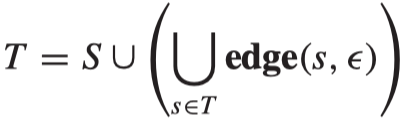 T = S ∪ (⋃_{s∈T} edge(s, ϵ))